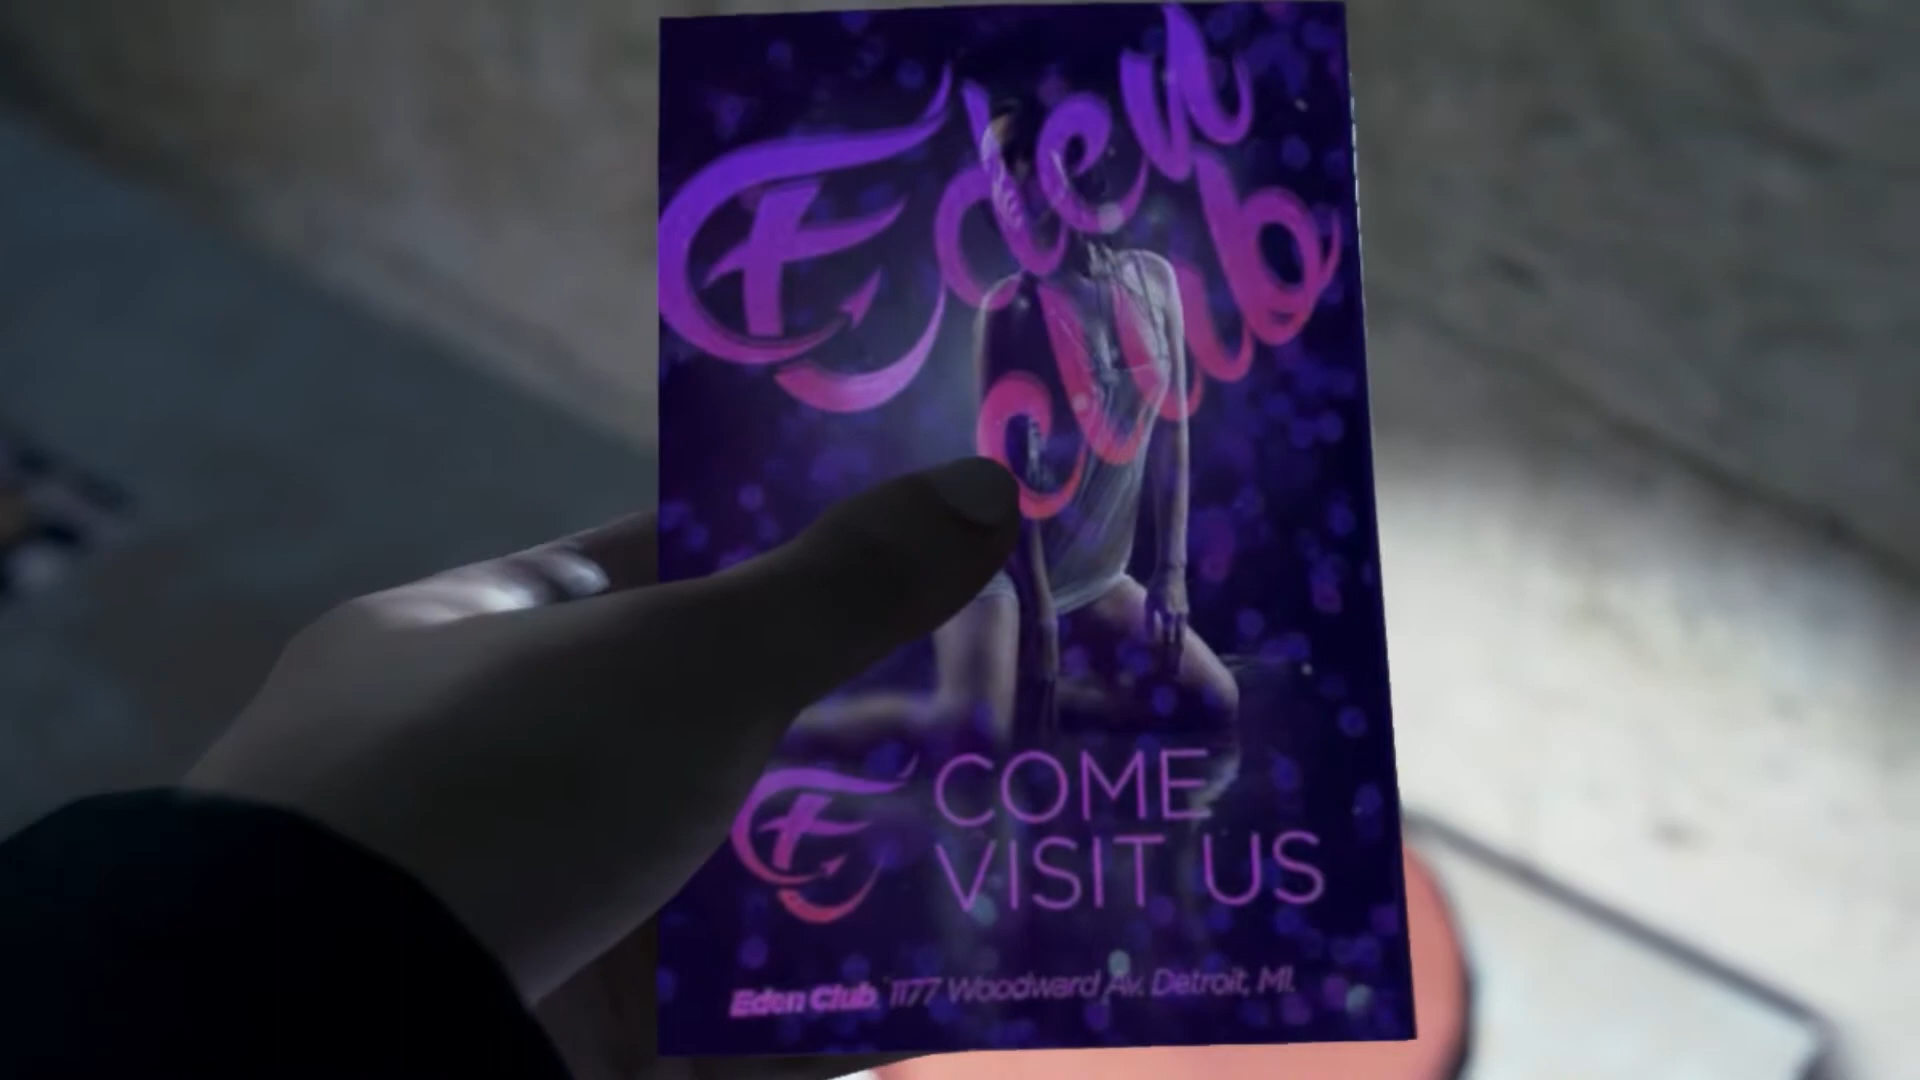 Eden
club
COME
VISIT US
Eden Club 1177 Woodward Av. Detroit, MI.